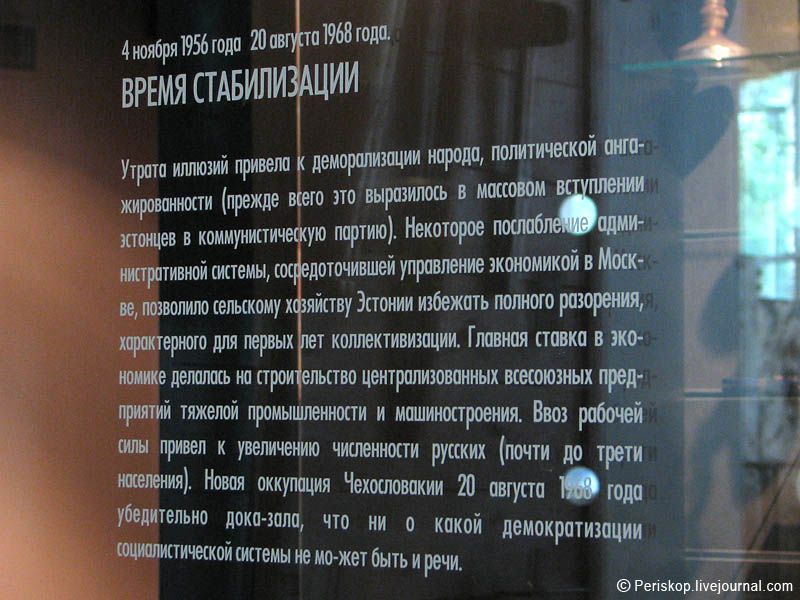 4 ноября 1956 года 20 августа 1968 года.
ВРЕМЯ СТАБИЛИЗАЦИИ
Утрата иллюзий привела к деморализации народа, политической анга-
жированности (прежде всего это выразилось в массовом вступлении
эстонцев в коммунистическую партию). Некоторое послабление адми-
нистративной системы, сосредоточившей управление экономикой в Моск-
ве, позволило сельскому хозяйству Эстонии избежать полного разорения,
характерного для первых лет коллективизации. Главная ставка в эко-
номике делалась на строительство централизованных всесоюзных пред-
приятий тяжелой промышленности и машиностроения. Ввоз рабочей
силы привел к увеличению численности русских (почти до трети
населения). Новая оккупация Чехословакии 20 августа 1968 года
убедительно дока-зала, что ни о какой демократизации
социалистической системы не мо-жет быть и речи.
© Periskop.livejournal.com